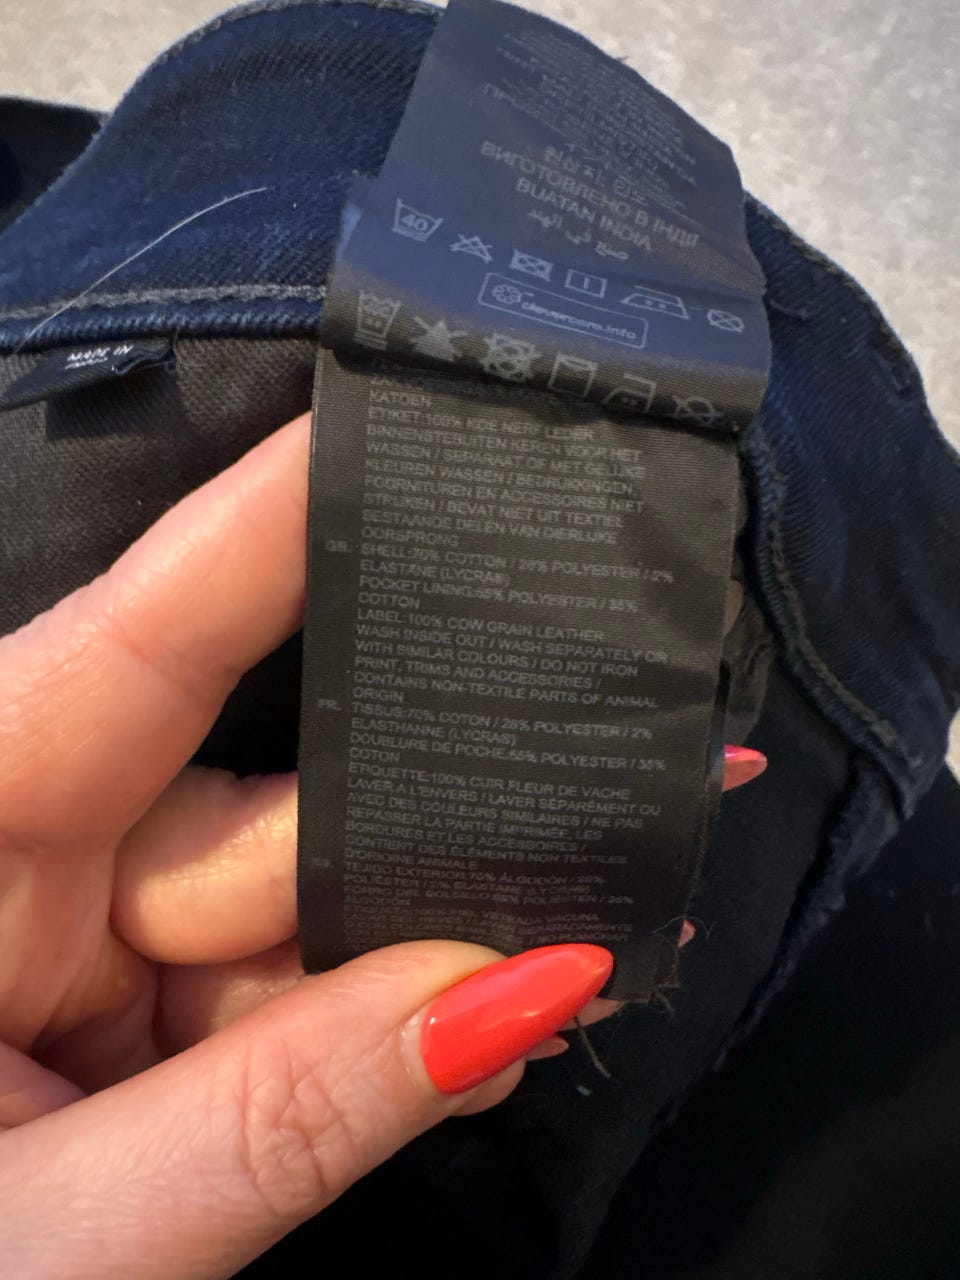 ВИГОТОВЛЕНО В ІНДІЯ
BUATAN INDIA
صنع في الهند
40
clevercare.info
MADE IN
KATOEN
ETIKET:100% KOE NERF LEDER
BINNENSTEBUITEN KEREN VOOR HET
WASSEN / SEPARAAT OF MET GELIJKE
KLEUREN WASSEN / BEDRUKKINGEN,
FOURNITUREN EN ACCESSOIRES NIET
STRIJKEN / BEVAT NIET UIT TEXTIEL
BESTAANDE DELEN VAN DIERLIJKE
OORSPRONG
GB. SHELL:70% COTTON / 28% POLYESTER / 2%
ELASTANE (LYCRA®)
POCKET LINING:65% POLYESTER / 35%
COTTON
LABEL:100% COW GRAIN LEATHER
WASH INSIDE OUT / WASH SEPARATELY OR
WITH SIMILAR COLOURS / DO NOT IRON
PRINT, TRIMS AND ACCESSORIES /
CONTAINS NON-TEXTILE PARTS OF ANIMAL
ORIGIN
FR. TISSUS:70% COTON / 28% POLYESTER / 2%
ELASTHANNE (LYCRA®)
DOUBLURE DE POCHE:65% POLYESTER / 35%
COTON
ETIQUETTE:100% CUIR FLEUR DE VACHE
LAVER A L'ENVERS / LAVER SÉPARÉMENT OU
AVEC DES COULEURS SIMILAIRES / NE PAS
REPASSER LA PARTIE IMPRIMÉE, LES
BORDURES ET LES ACCESSOIRES /
CONTIENT DES ÉLÉMENTS NON TEXTILES
D'ORIGINE ANIMALE
ES. TEJIDO EXTERIOR:70% ALGODÓN / 28%
POLIÉSTER / 2% ELASTANE (LYCRA®)
FORRO DEL BOLSILLO:65% POLIÉSTER / 35%
ALGODÓN